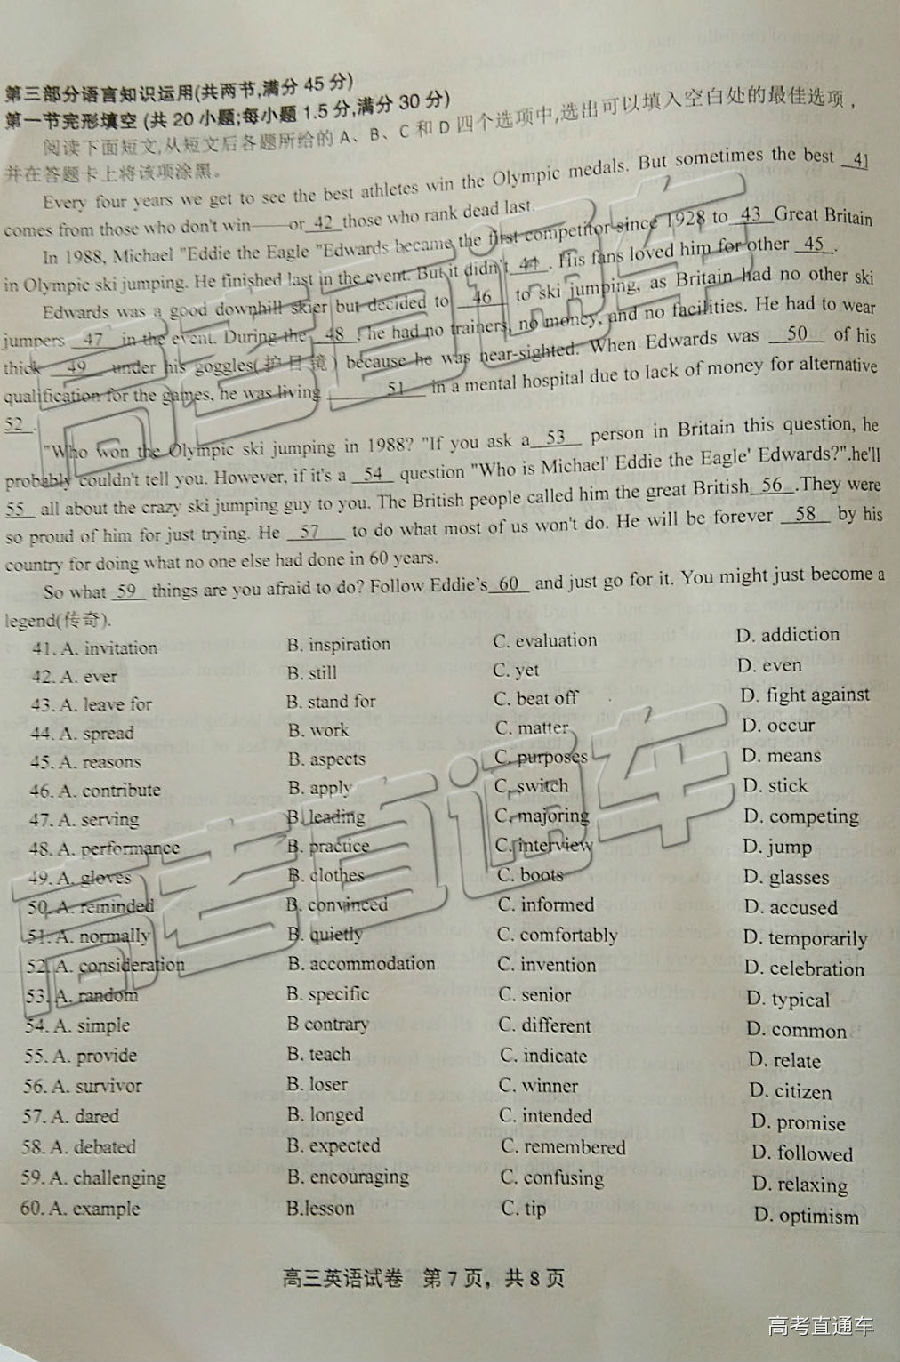 第三部分语言知识运用(共两节,满分 45 分)
第一节完形填空 (共 20 小题;每小题 1.5 分,满分 30 分)
阅读下面短文,从短文后各题所给的 A、B、C 和 D 四个选项中,选出可以填入空白处的最佳选项,
并在答题卡上将该项涂黑。
Every four years we get to see the best athletes win the Olympic medals. But sometimes the best 41
comes from those who don't win——or 42 those who rank dead last.
In 1988, Michael "Eddie the Eagle "Edwards became the first competitor since 1928 to 43 Great Britain
in Olympic ski jumping. He finished last in the event. But it didn't 44 . His fans loved him for other 45 .
Edwards was a good downhill skier but decided to 46 to ski jumping, as Britain had no other ski
jumpers 47 in the event. During the 48 , he had no trainers, no money, and no facilities. He had to wear
thick 49 under his goggles(护目镜) because he was near-sighted. When Edwards was 50 of his
qualification for the games, he was living 51 in a mental hospital due to lack of money for alternative
52 .
"Who won the Olympic ski jumping in 1988? "If you ask a 53 person in Britain this question, he
probably couldn't tell you. However, if it's a 54 question "Who is Michael' Eddie the Eagle' Edwards?".he'll
55 all about the crazy ski jumping guy to you. The British people called him the great British 56 .They were
so proud of him for just trying. He 57 to do what most of us won't do. He will be forever 58 by his
country for doing what no one else had done in 60 years.
So what 59 things are you afraid to do? Follow Eddie's 60 and just go for it. You might just become a
legend(传奇).
41. A. invitation B. inspiration C. evaluation D. addiction
42. A. ever B. still C. yet D. even
43. A. leave for B. stand for C. beat off D. fight against
44. A. spread B. work C. matter D. occur
45. A. reasons B. aspects C. purposes D. means
46. A. contribute B. apply C. switch D. stick
47. A. serving B. leading C. majoring D. competing
48. A. performance B. practice C. interview D. jump
49. A. gloves B. clothes C. boots D. glasses
50. A. reminded B. convinced C. informed D. accused
51. A. normally B. quietly C. comfortably D. temporarily
52. A. consideration B. accommodation C. invention D. celebration
53. A. random B. specific C. senior D. typical
54. A. simple B contrary C. different D. common
55. A. provide B. teach C. indicate D. relate
56. A. survivor B. loser C. winner D. citizen
57. A. dared B. longed C. intended D. promise
58. A. debated B. expected C. remembered D. followed
59. A. challenging B. encouraging C. confusing D. relaxing
60. A. example B.lesson C. tip D. optimism
高三英语试卷 第 7 页，共 8 页
高考直通车
高考直通车
高考直通车